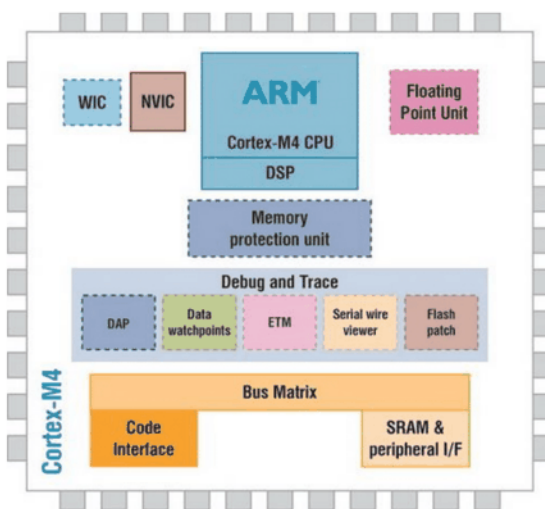 WIC
NVIC
ARM
Cortex-M4 CPU
DSP
Floating
Point Unit
Memory
protection unit
Debug and Trace
DAP
Data
watchpoints
ETM
Serial wire
viewer
Flash
patch
Bus Matrix
Code
Interface
SRAM &
peripheral I/F
Cortex-M4